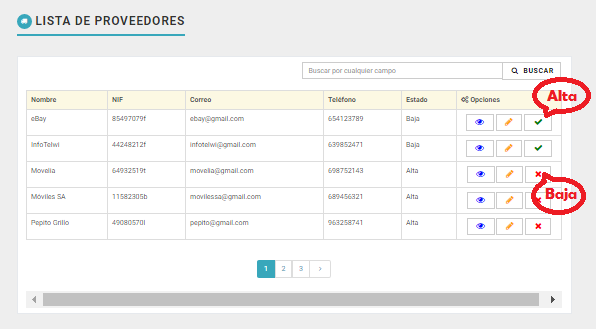 LISTA DE PROVEEDORES
Buscar por cualquier campo BUSCAR
Nombre NIF Correo Teléfono Estado Opciones
Alta
eBay 85497079f ebay@gmail.com 654123789 Baja
InfoTelwi 44248212f infotelwi@gmail.com 639852471 Baja
Movelia 64932519t movelia@gmail.com 698752143 Alta
Móviles SA 11582305b movilessa@gmail.com 689456321 Alta
Baja
Pepito Grillo 49080570l pepito@gmail.com 963258741 Alta
1 2 3 ›